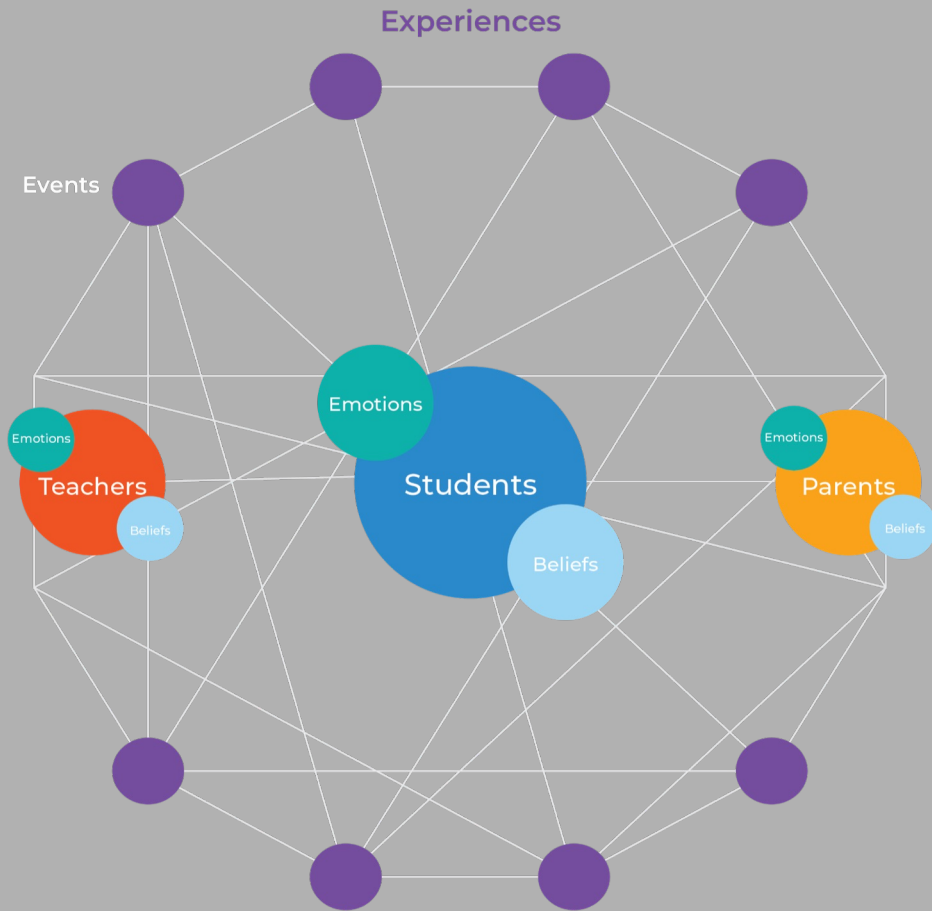 Experiences
Events
Emotions
Students
Beliefs
Emotions
Teachers
Beliefs
Emotions
Parents
Beliefs